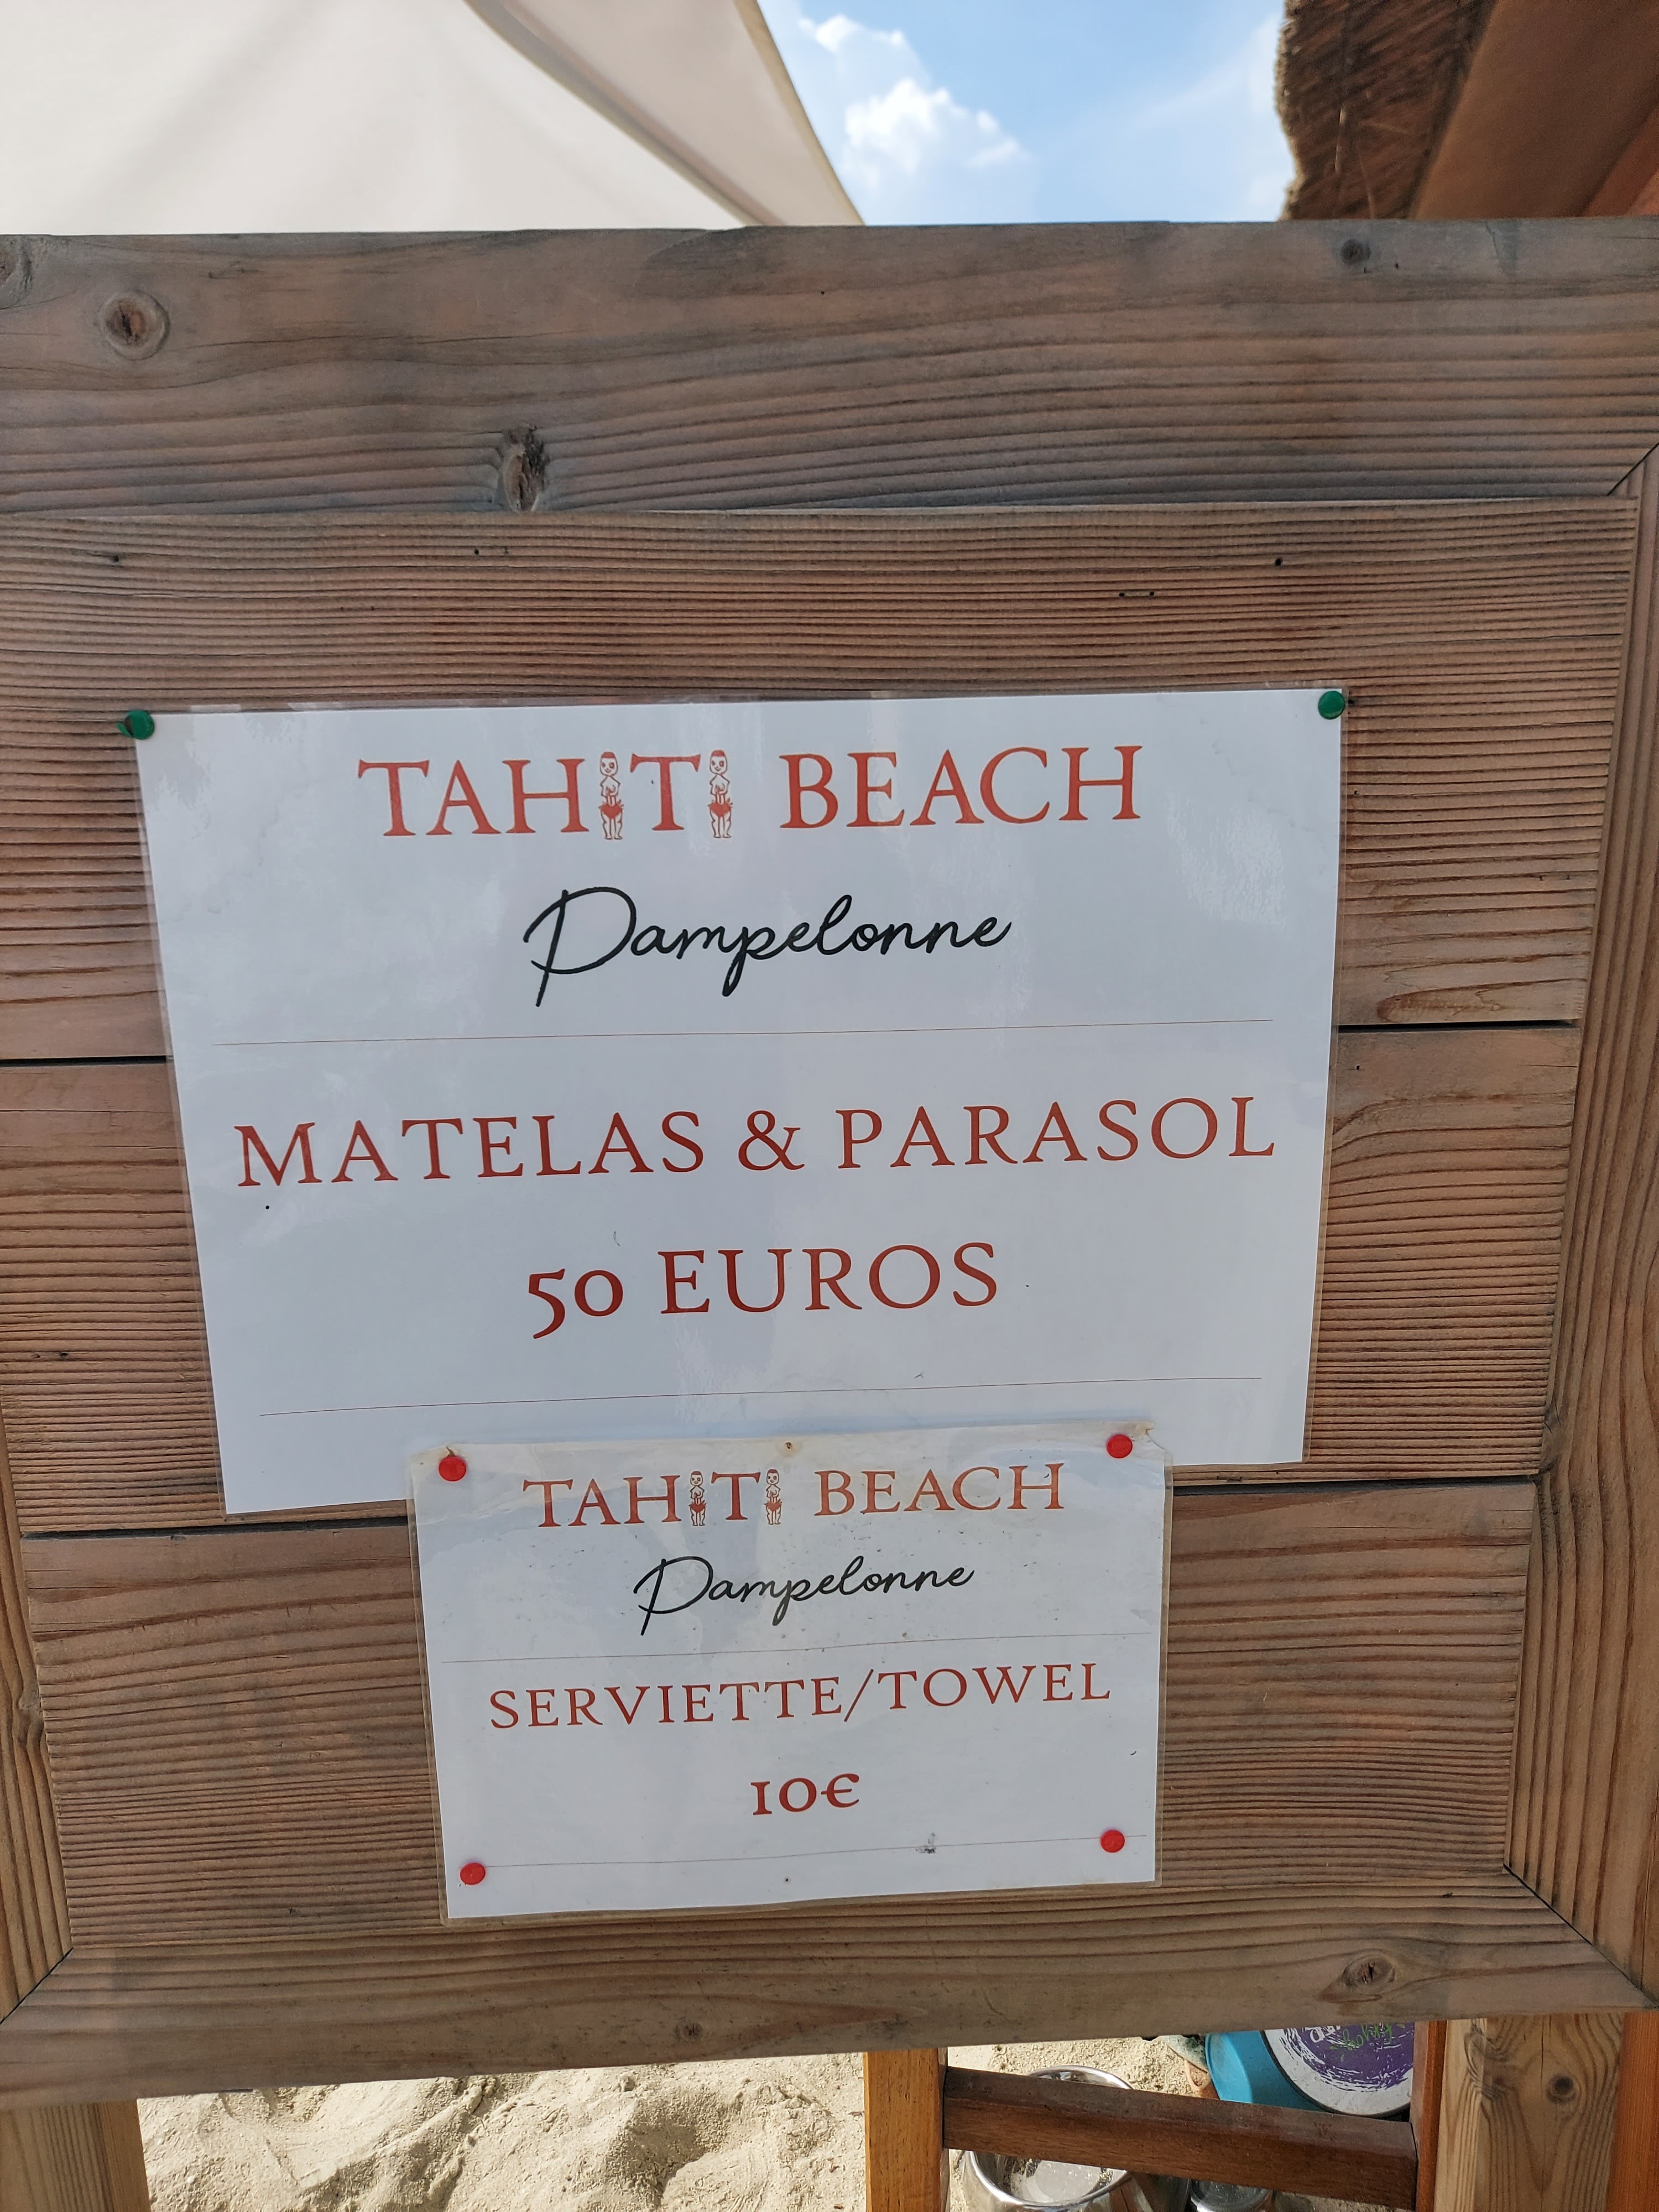 TAHITI BEACH
Pampelonne
MATELAS & PARASOL
50 EUROS
TAHITI BEACH
Pampelonne
SERVIETTE/TOWEL
10€